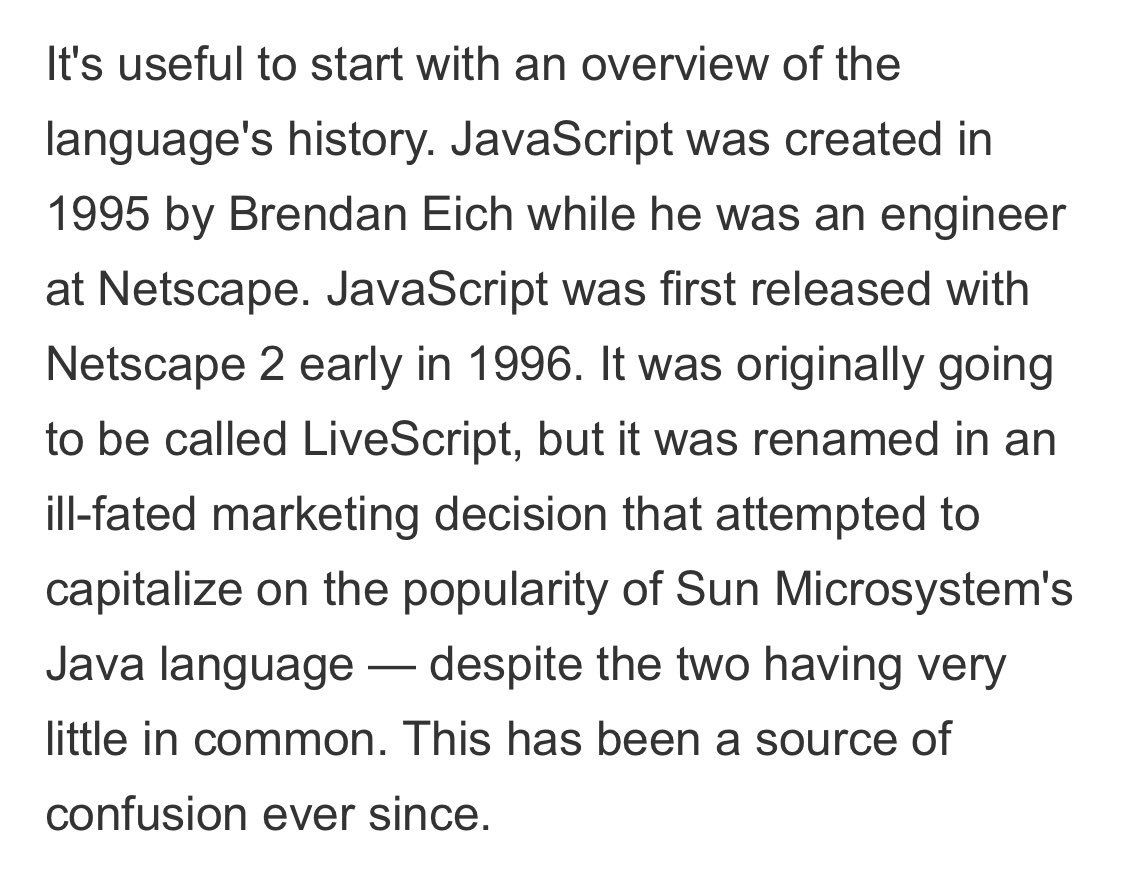 It's useful to start with an overview of the
language's history. JavaScript was created in
1995 by Brendan Eich while he was an engineer
at Netscape. JavaScript was first released with
Netscape 2 early in 1996. It was originally going
to be called LiveScript, but it was renamed in an
ill-fated marketing decision that attempted to
capitalize on the popularity of Sun Microsystem's
Java language — despite the two having very
little in common. This has been a source of
confusion ever since.